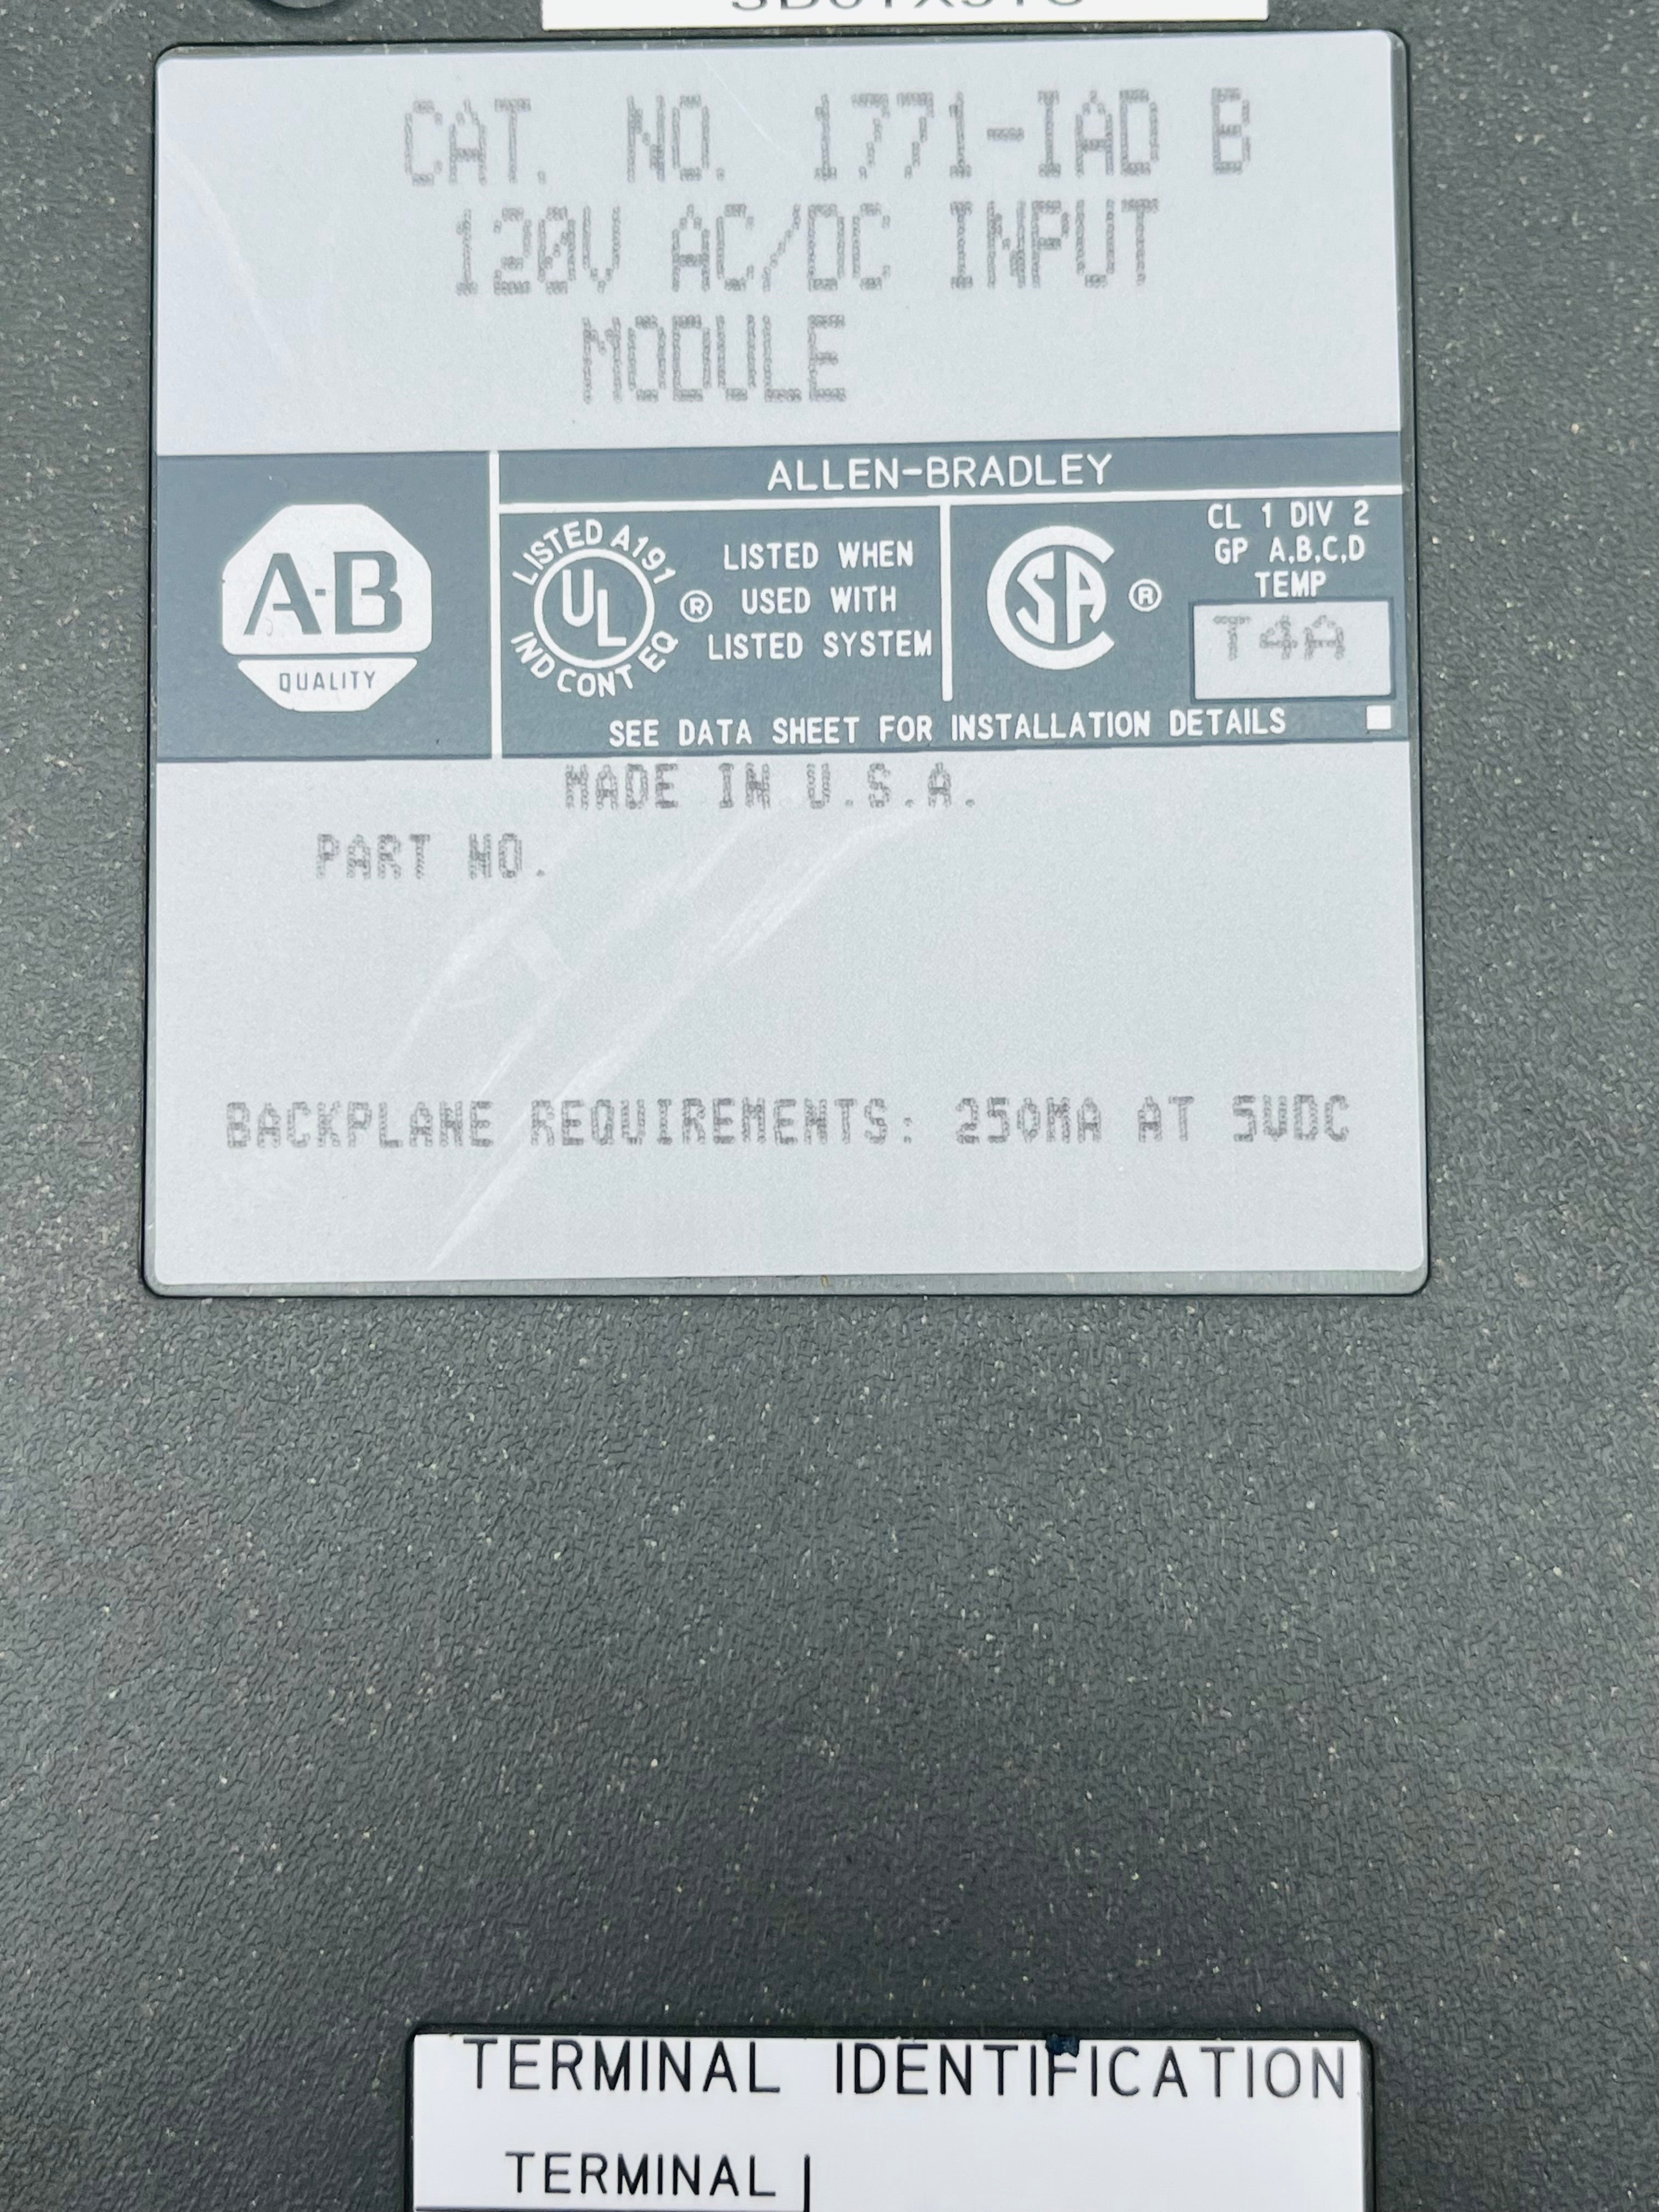 CAT. NO. 1771-IAD B
120V AC/DC INPUT
MODULE
ALLEN-BRADLEY
A-B
QUALITY
LISTED A191
UL
IND CONT EQ
®
LISTED WHEN
USED WITH
LISTED SYSTEM
SA ®
CL 1 DIV 2
GP A,B,C,D
TEMP
T4A
SEE DATA SHEET FOR INSTALLATION DETAILS
MADE IN U.S.A.
PART NO.
BACKPLANE REQUIREMENTS: 250MA AT 5VDC
TERMINAL IDENTIFICATION
TERMINAL